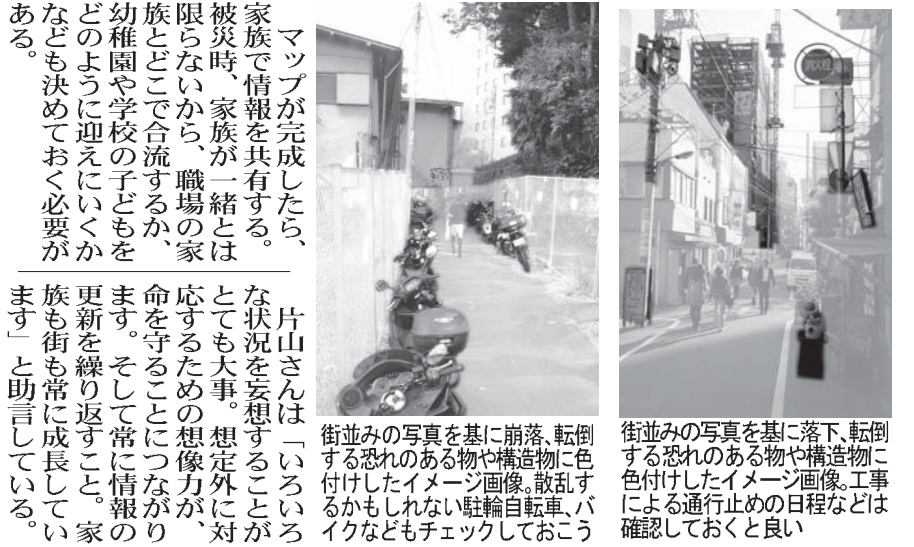 マップが完成したら、
家族で情報を共有する。
被災時、家族が一緒とは
限らないから、職場の家
族とどこで合流するか、
幼稚園や学校の子どもを
どのように迎えにいくか
なども決めておく必要が
ある。
片山さんは「いろいろ
な状況を妄想することが
とても大事。想定外に対
応するための想像力が、
命を守ることにつながり
ます。そして常に情報の
更新を繰り返すこと。家
族も街も常に成長してい
ます」と助言している。
街並みの写真を基に崩落、転倒
する恐れのある物や構造物に色
付けしたイメージ画像。散乱す
るかもしれない駐輪自転車、バ
イクなどもチェックしておこう
消火栓
街並みの写真を基に落下、転倒
する恐れのある物や構造物に
色付けしたイメージ画像。工事
による通行止めの日程などは
確認しておくと良い